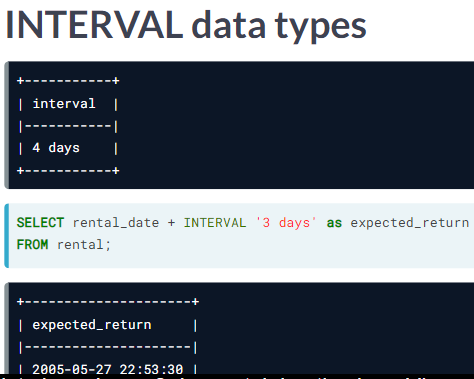 INTERVAL data types
+-----------+
| interval  |
|-----------|
| 4 days    |
+-----------+
SELECT rental_date + INTERVAL '3 days' as expected_return
FROM rental;
+---------------------+
| expected_return     |
|---------------------|
| 2005-05-27 22:53:30 |